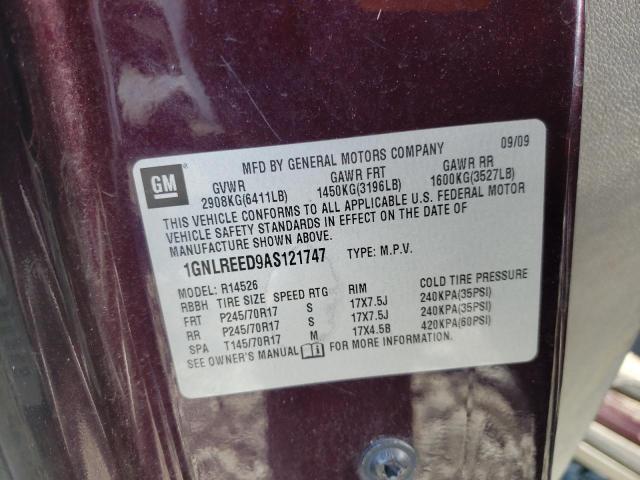 GM
MFD BY GENERAL MOTORS COMPANY 09/09
GVWR GAWR FRT GAWR RR
2908KG(6411LB) 1450KG(3196LB) 1600KG(3527LB)
THIS VEHICLE CONFORMS TO ALL APPLICABLE U.S. FEDERAL MOTOR
VEHICLE SAFETY STANDARDS IN EFFECT ON THE DATE OF
MANUFACTURE SHOWN ABOVE.
1GNLREED9AS121747 TYPE: M.P.V.
MODEL: R14526
RBBH TIRE SIZE SPEED RTG RIM COLD TIRE PRESSURE
FRT P245/70R17 S 17X7.5J 240KPA(35PSI)
RR P245/70R17 S 17X7.5J 240KPA(35PSI)
SPA T145/70R17 M 17X4.5B 420KPA(60PSI)
SEE OWNER'S MANUAL FOR MORE INFORMATION.